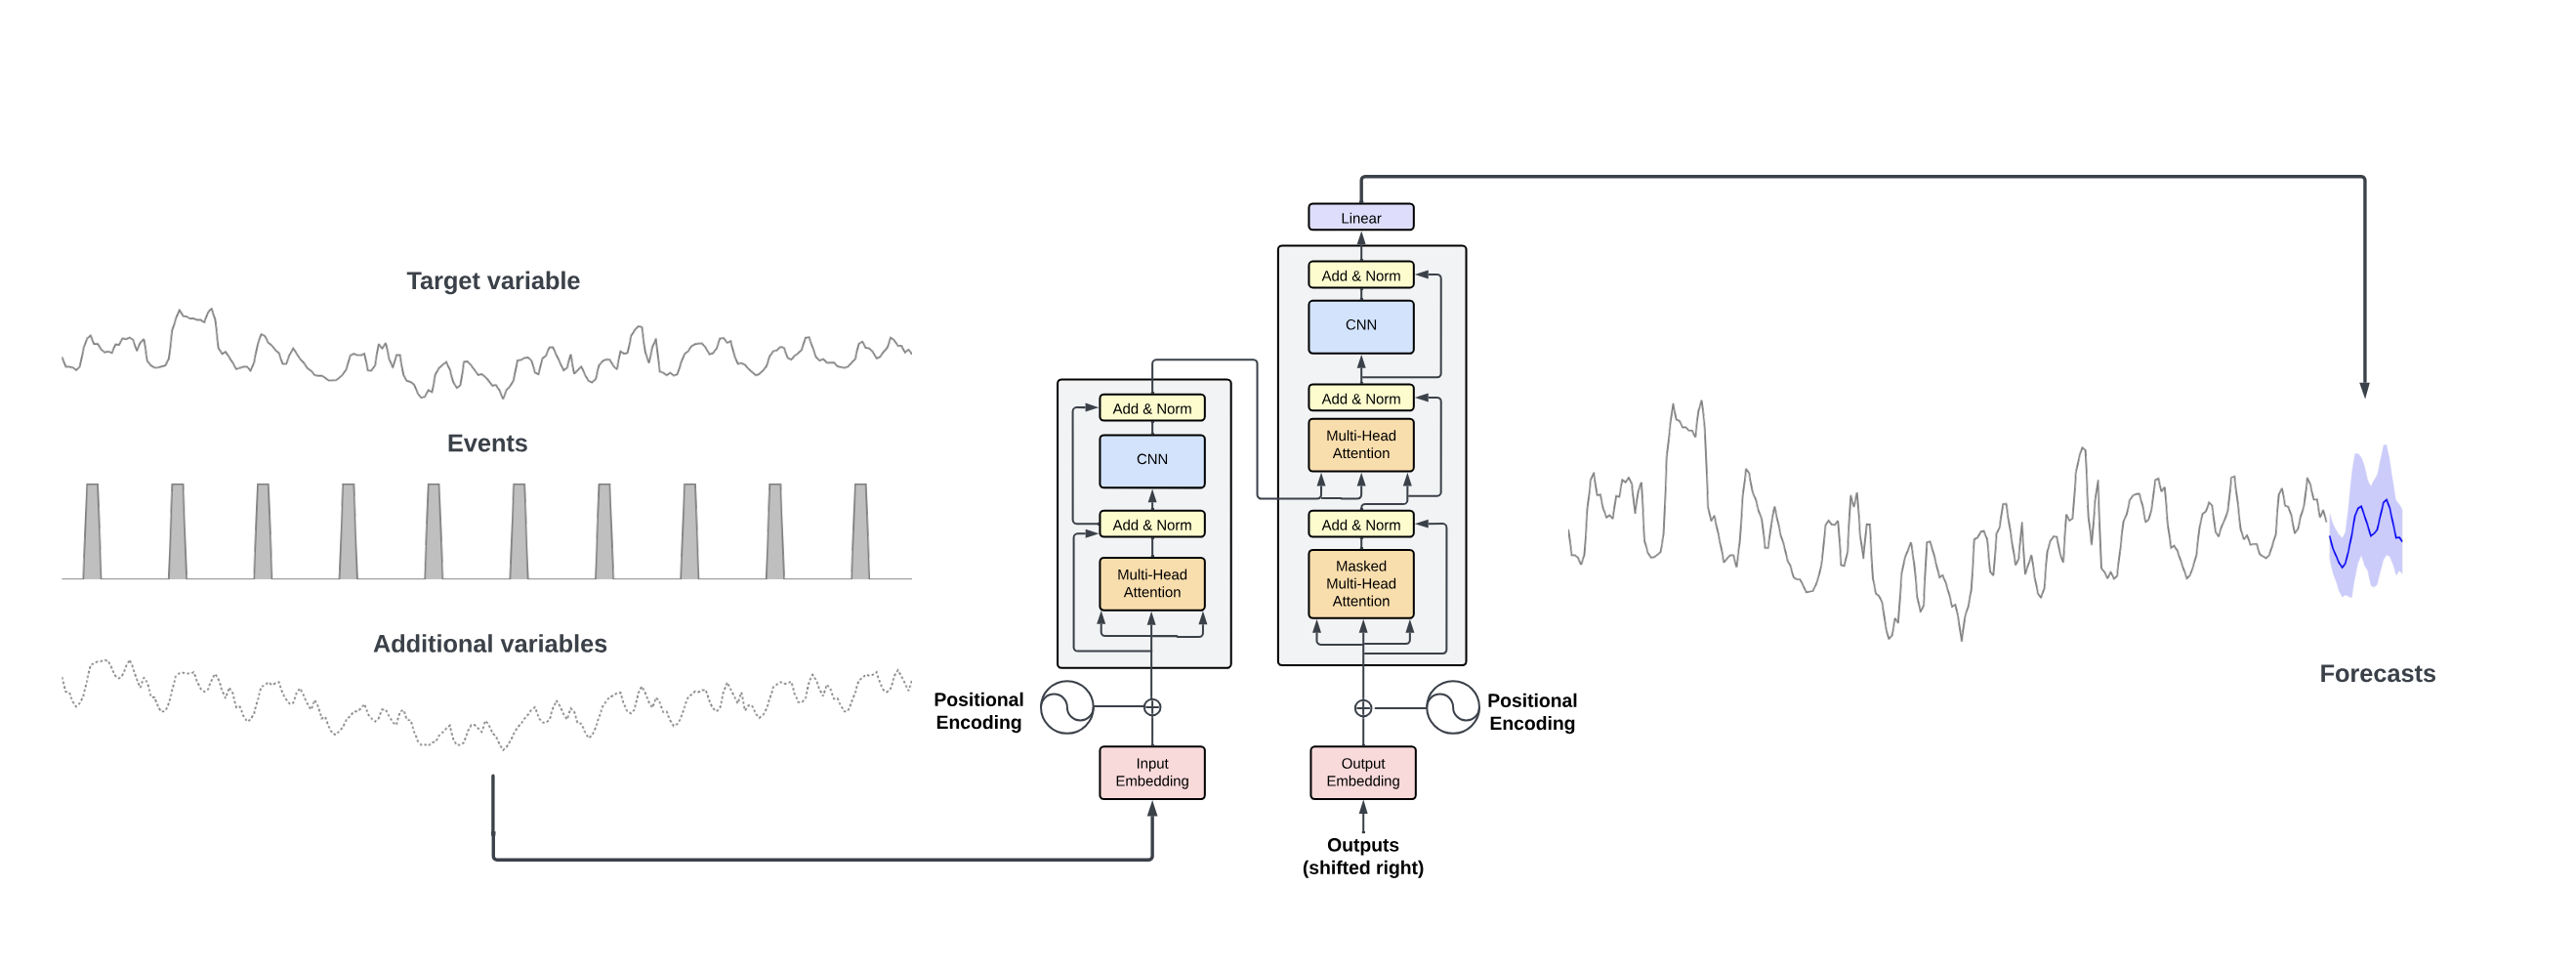 Target variable
Events
Additional variables
Add & Norm
CNN
Add & Norm
Multi-Head
Attention
Positional
Encoding
Input
Embedding
Linear
Add & Norm
CNN
Add & Norm
Multi-Head
Attention
Add & Norm
Masked
Multi-Head
Attention
Positional
Encoding
Output
Embedding
Outputs
(shifted right)
Forecasts